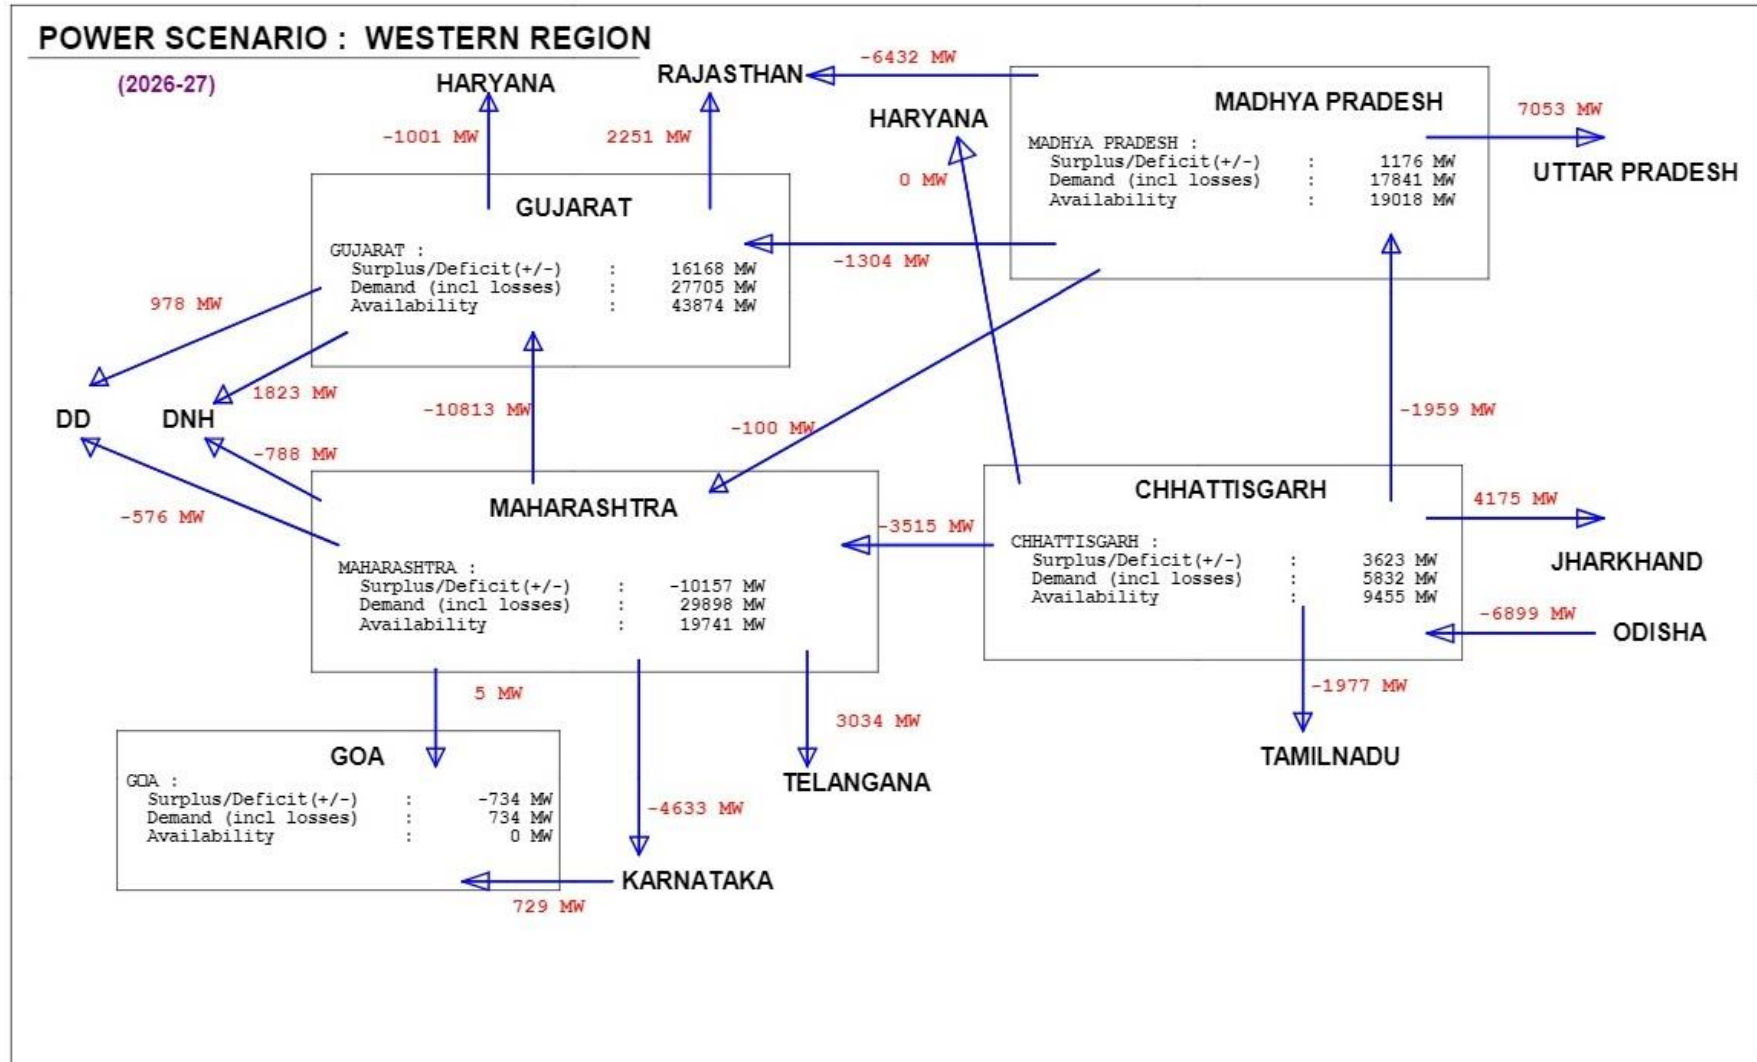 POWER SCENARIO : WESTERN REGION
(2026-27)
HARYANA
RAJASTHAN
-6432 MW
-1001 MW
2251 MW
HARYANA
0 MW
MADHYA PRADESH
MADHYA PRADESH :
Surplus/Deficit(+/-) : 1176 MW
Demand (incl losses) : 17841 MW
Availability : 19018 MW
7053 MW
UTTAR PRADESH
GUJARAT
GUJARAT :
Surplus/Deficit(+/-) : 16168 MW
Demand (incl losses) : 27705 MW
Availability : 43874 MW
-1304 MW
978 MW
1823 MW
-10813 MW
-100 MW
-1959 MW
DD
DNH
-788 MW
-576 MW
MAHARASHTRA
MAHARASHTRA :
Surplus/Deficit(+/-) : -10157 MW
Demand (incl losses) : 29898 MW
Availability : 19741 MW
-3515 MW
CHHATTISGARH
CHHATTISGARH :
Surplus/Deficit(+/-) : 3623 MW
Demand (incl losses) : 5832 MW
Availability : 9455 MW
4175 MW
JHARKHAND
-6899 MW
ODISHA
-1977 MW
TAMILNADU
5 MW
3034 MW
TELANGANA
-4633 MW
GOA
GOA :
Surplus/Deficit(+/-) : -734 MW
Demand (incl losses) : 734 MW
Availability : 0 MW
KARNATAKA
729 MW